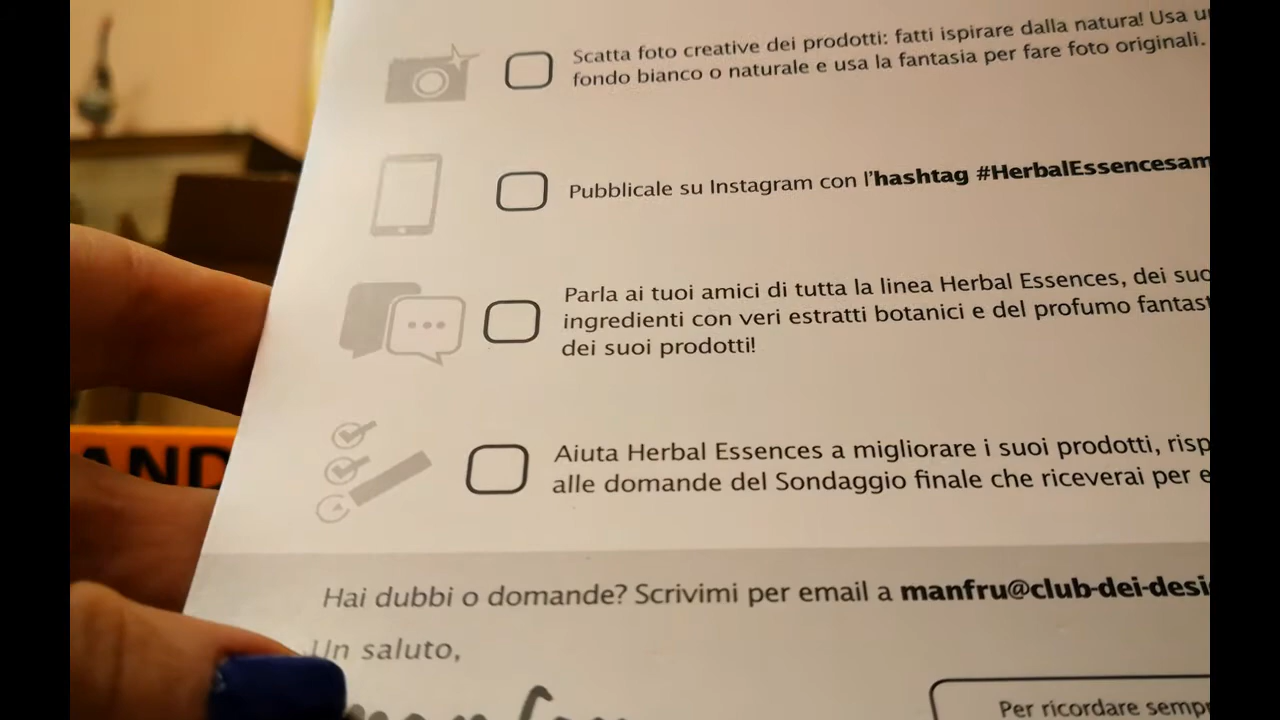 Scatta foto creative dei prodotti: fatti ispirare dalla natura! Usa
fondo bianco o naturale e usa la fantasia per fare foto originali.
Pubblicale su Instagram con l'hashtag #HerbalEssencesam
Parla ai tuoi amici di tutta la linea Herbal Essences, dei suo
ingredienti con veri estratti botanici e del profumo fantast
dei suoi prodotti!
Aiuta Herbal Essences a migliorare i suoi prodotti, risp
alle domande del Sondaggio finale che riceverai per e
AND
Hai dubbi o domande? Scrivimi per email a manfru@club-dei-desi
Un saluto,
Per ricordare semp